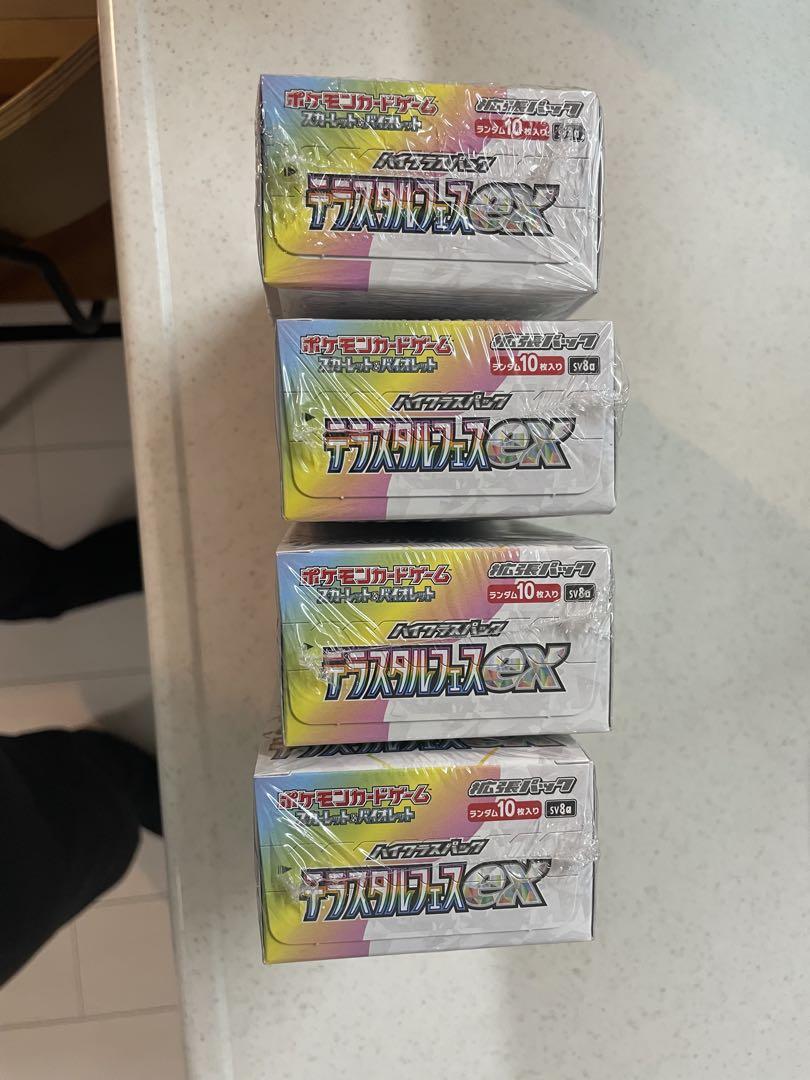 ポケモンカードゲーム
スカーレット&バイオレット
拡張パック
ランダム10枚入り
ハイクラスパック
テラスタルフェスex
ポケモンカードゲーム
スカーレット&バイオレット
拡張パック
ランダム10枚入り SV8a
ハイクラスパック
テラスタルフェスex
ポケモンカードゲーム
スカーレット&バイオレット
拡張パック
ランダム10枚入り SV8a
ハイクラスパック
テラスタルフェスex
ポケモンカードゲーム
スカーレット&バイオレット
拡張パック
ランダム10枚入り SV8a
ハイクラスパック
テラスタルフェスex